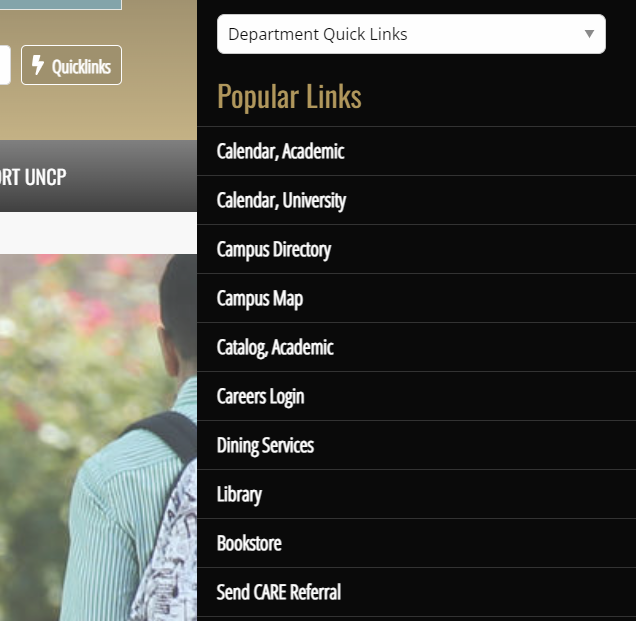 Department Quick Links
Quicklinks
Popular Links
Calendar, Academic
UNCP
Calendar, University
Campus Directory
Campus Map
Catalog, Academic
Careers Login
Dining Services
Library
Bookstore
Send CARE Referral